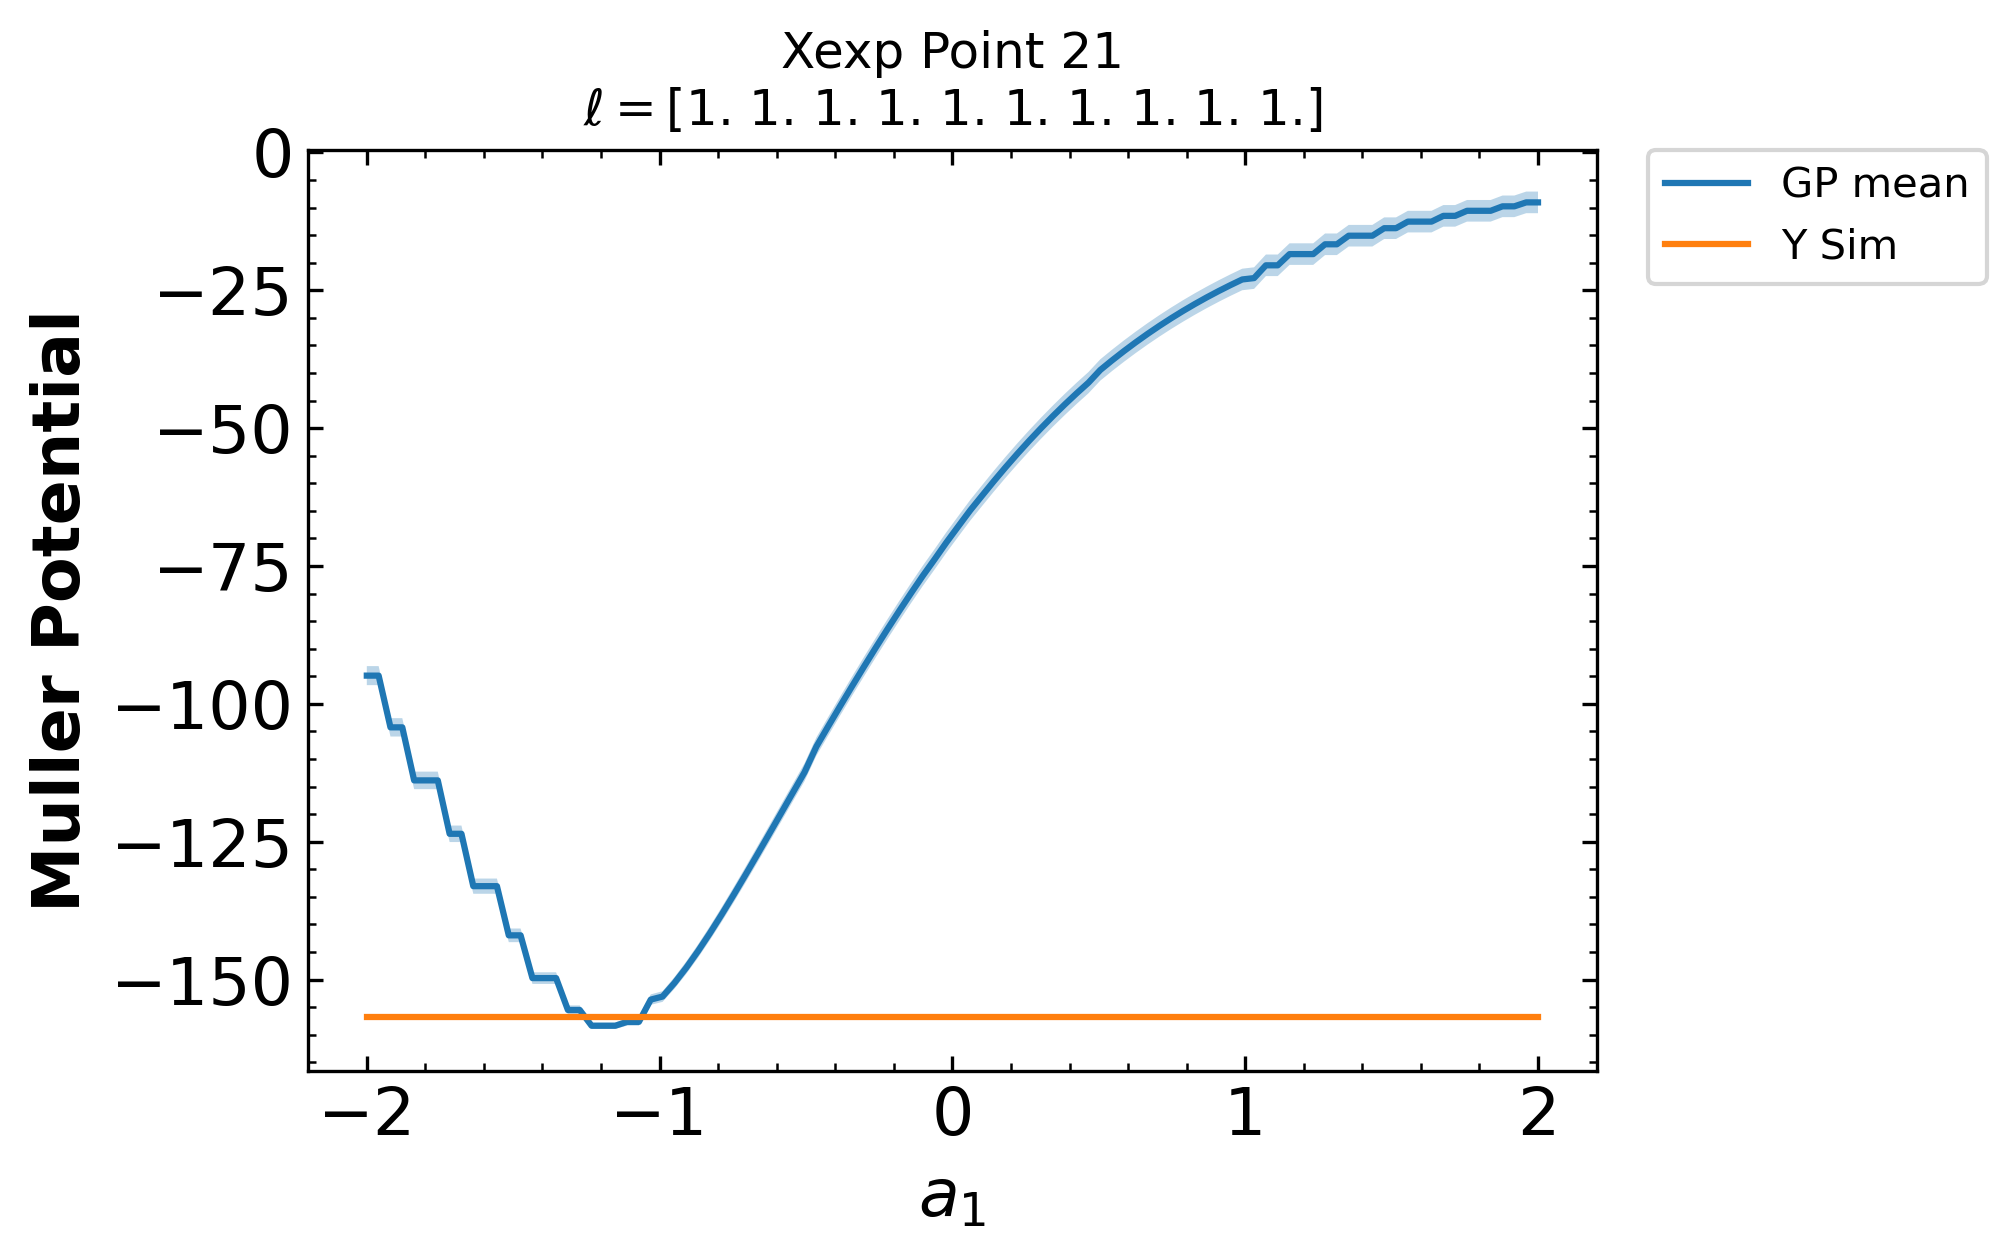 Xexp Point 21
ℓ = [1. 1. 1. 1. 1. 1. 1. 1. 1. 1.]
Muller Potential
0
−25
−50
−75
−100
−125
−150
−2 −1 0 1 2
a₁
GP mean
Y Sim